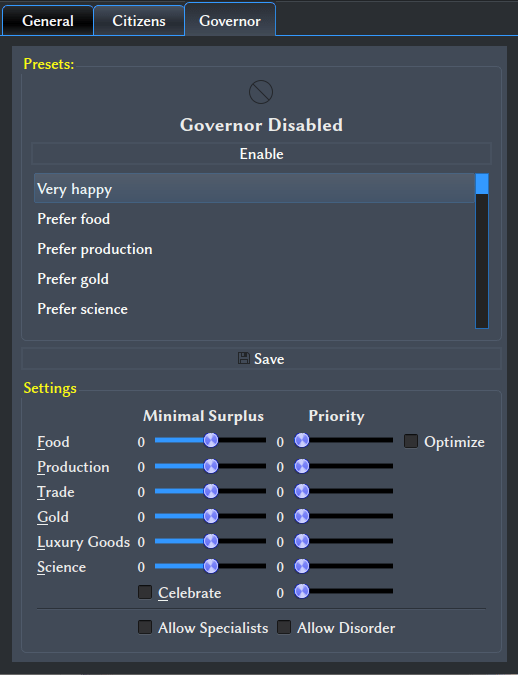 General Citizens Governor
Presets:
Governor Disabled
Enable
Very happy
Prefer food
Prefer production
Prefer gold
Prefer science
Save
Settings
Minimal Surplus Priority
Food 0 0 Optimize
Production 0 0
Trade 0 0
Gold 0 0
Luxury Goods 0 0
Science 0 0
Celebrate 0
Allow Specialists Allow Disorder